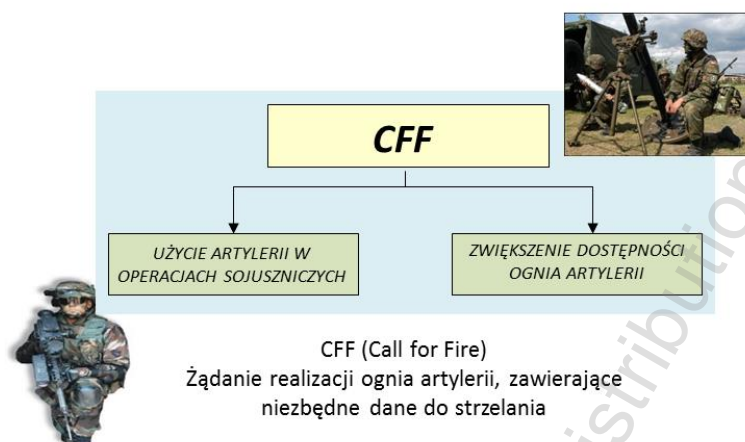 CFF
UŻYCIE ARTYLERII W
OPERACJACH SOJUSZNICZYCH
ZWIĘKSZENIE DOSTĘPNOŚCI
OGNIA ARTYLERII
CFF (Call for Fire)
Żądanie realizacji ognia artylerii, zawierające
niezbędne dane do strzelania